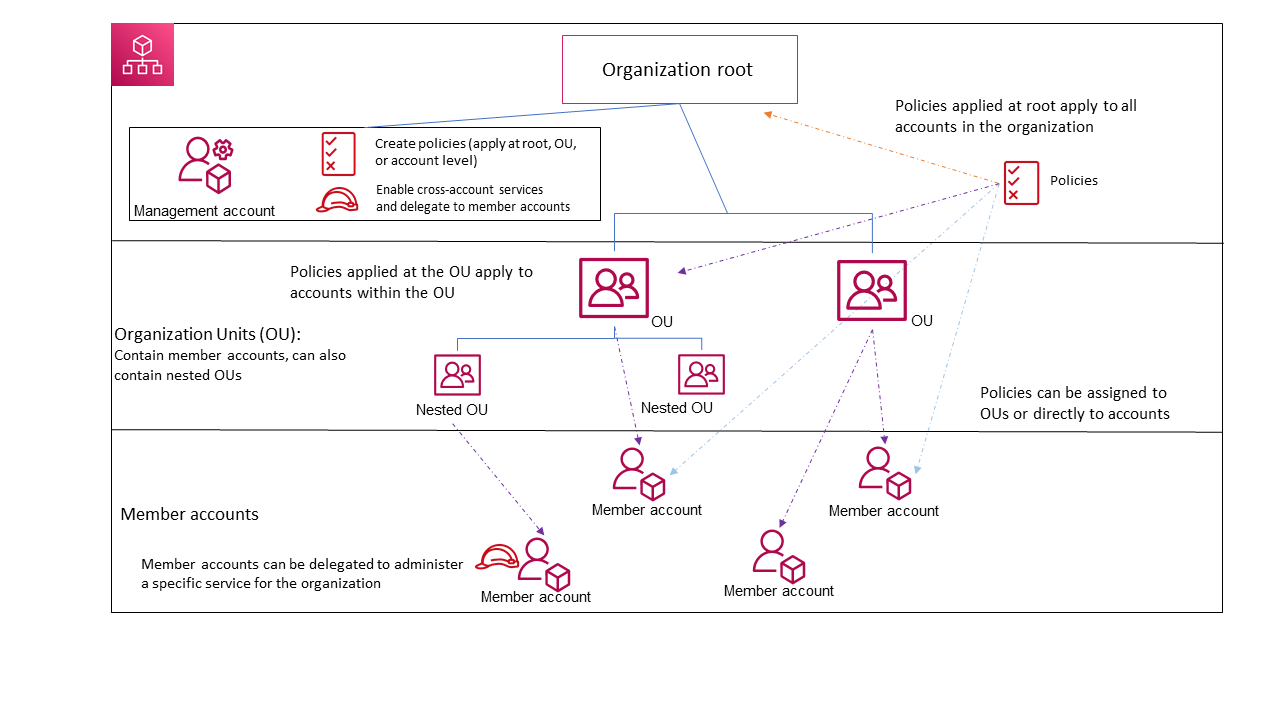 Organization root
Policies applied at root apply to all
accounts in the organization
Create policies (apply at root, OU,
or account level)
Enable cross-account services
and delegate to member accounts
Management account
Policies
Policies applied at the OU apply to
accounts within the OU
OU
OU
Organization Units (OU):
Contain member accounts, can also
contain nested OUs
Nested OU
Nested OU
Policies can be assigned to
OUs or directly to accounts
Member accounts
Member account
Member account
Member accounts can be delegated to administer
a specific service for the organization
Member account
Member account